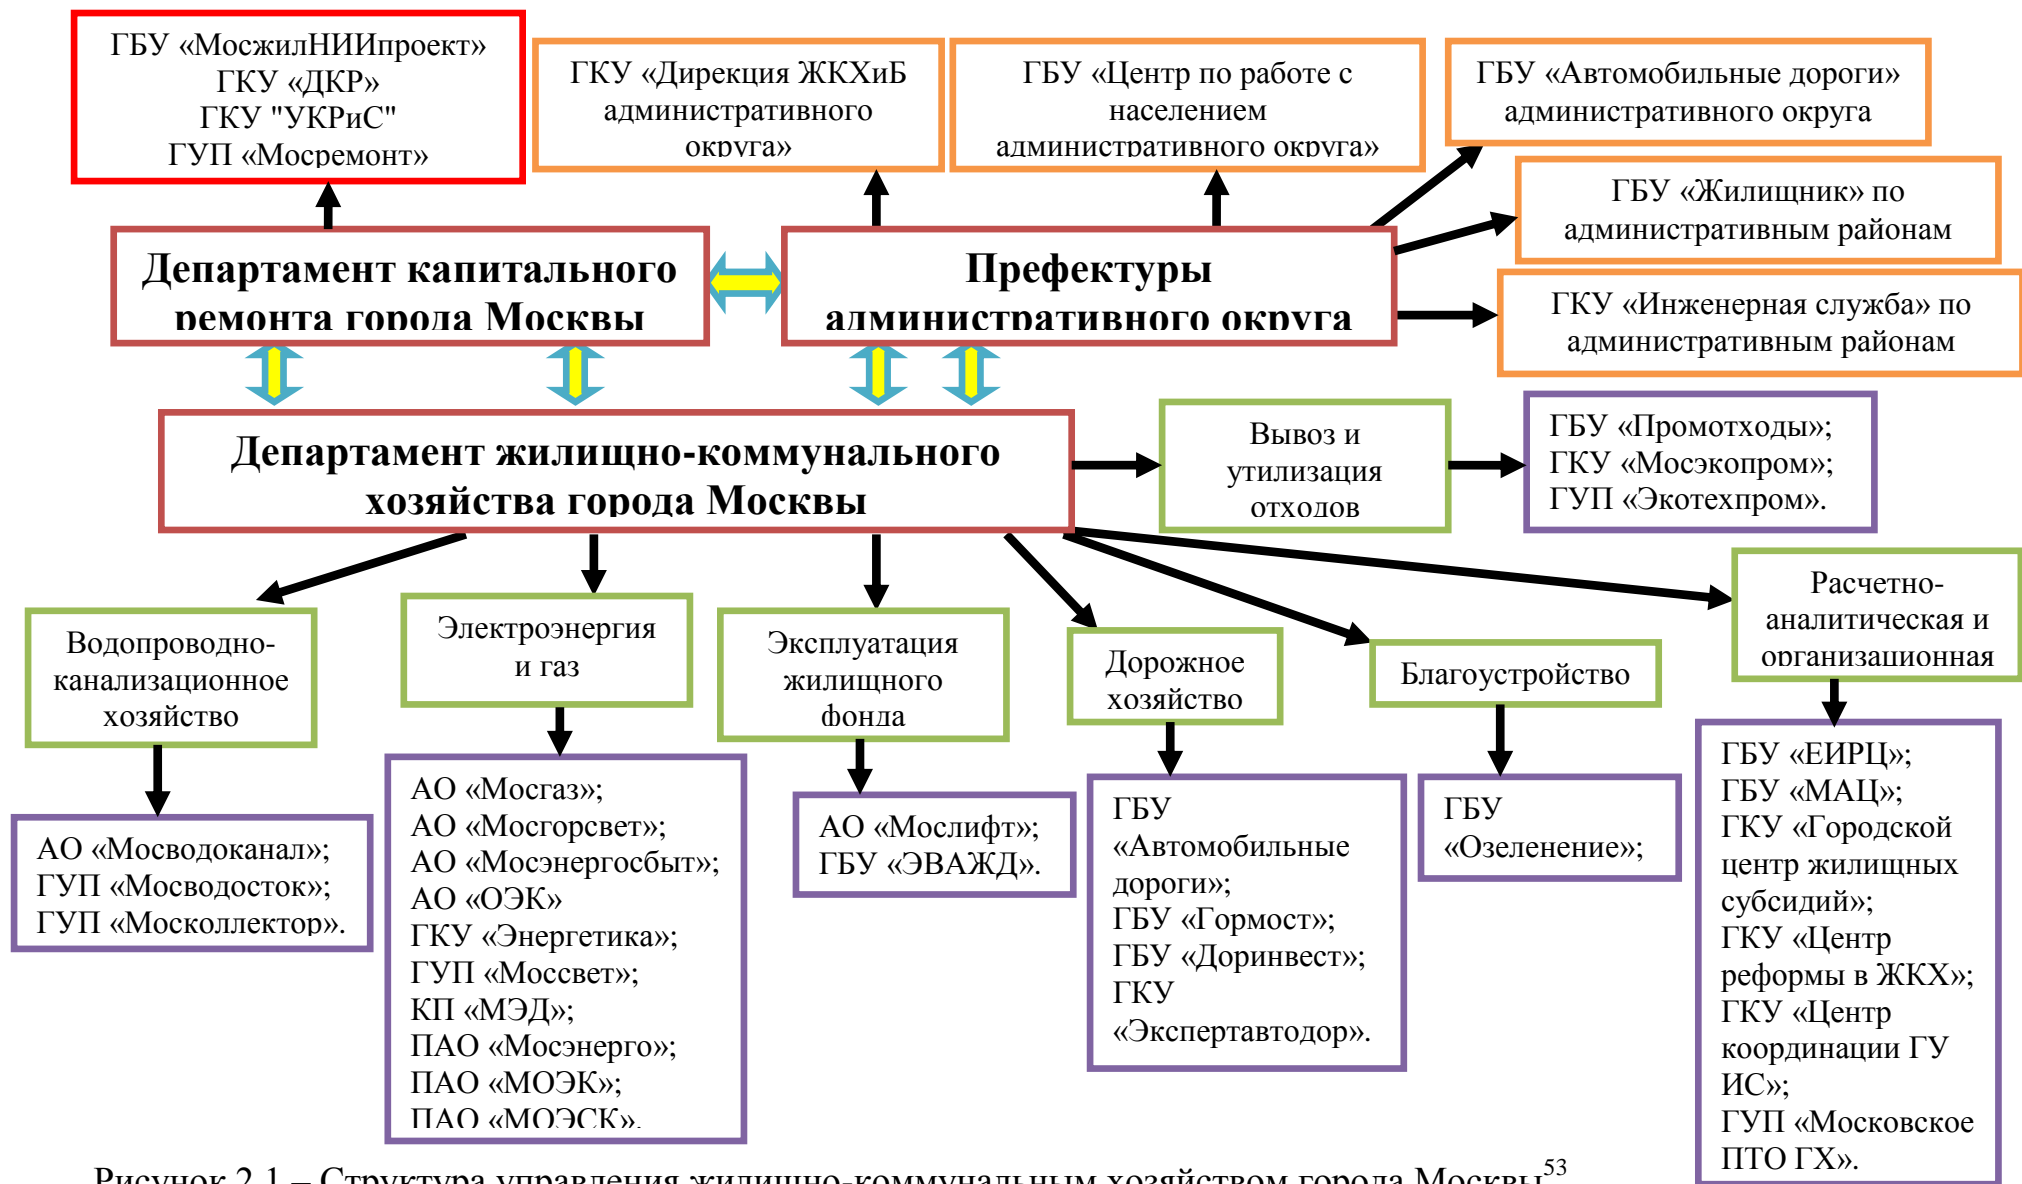 ГБУ «МосжилНИИпроект»
ГКУ «ДКР»
ГКУ "УКРиС"
ГУП «Мосремонт»
ГКУ «Дирекция ЖКХиБ
административного
округа»
ГБУ «Центр по работе с
населением
административного округа»
ГБУ «Автомобильные дороги»
административного округа
ГБУ «Жилищник» по
административным районам
ГКУ «Инженерная служба» по
административным районам
Департамент капитального
ремонта города Москвы
Префектуры
административного округа
Департамент жилищно-коммунального
хозяйства города Москвы
Вывоз и
утилизация
отходов
ГБУ «Промотходы»;
ГКУ «Мосэкопром»;
ГУП «Экотехпром».
Водопроводно-
канализационное
хозяйство
Электроэнергия
и газ
Эксплуатация
жилищного
фонда
Дорожное
хозяйство
Благоустройство
Расчетно-
аналитическая и
организационная
АО «Мосводоканал»;
ГУП «Мосводосток»;
ГУП «Москоллектор».
АО «Мосгаз»;
АО «Мосгорсвет»;
АО «Мосэнергосбыт»;
АО «ОЭК»
ГКУ «Энергетика»;
ГУП «Моссвет»;
КП «МЭД»;
ПАО «Мосэнерго»;
ПАО «МОЭК»;
ПАО «МОЭСК».
АО «Мослифт»;
ГБУ «ЭВАЖД».
ГБУ
«Автомобильные
дороги»;
ГБУ «Гормост»;
ГБУ «Доринвест»;
ГКУ
«Экспертавтодор».
ГБУ
«Озеленение»;
ГБУ «ЕИРЦ»;
ГБУ «МАЦ»;
ГКУ «Городской
центр жилищных
субсидий»;
ГКУ «Центр
реформы в ЖКХ»;
ГКУ «Центр
координации ГУ
ИС»;
ГУП «Московское
ПТО ГХ».
Рисунок 2.1 – Структура управления жилищно-коммунальным хозяйством города Москвы53